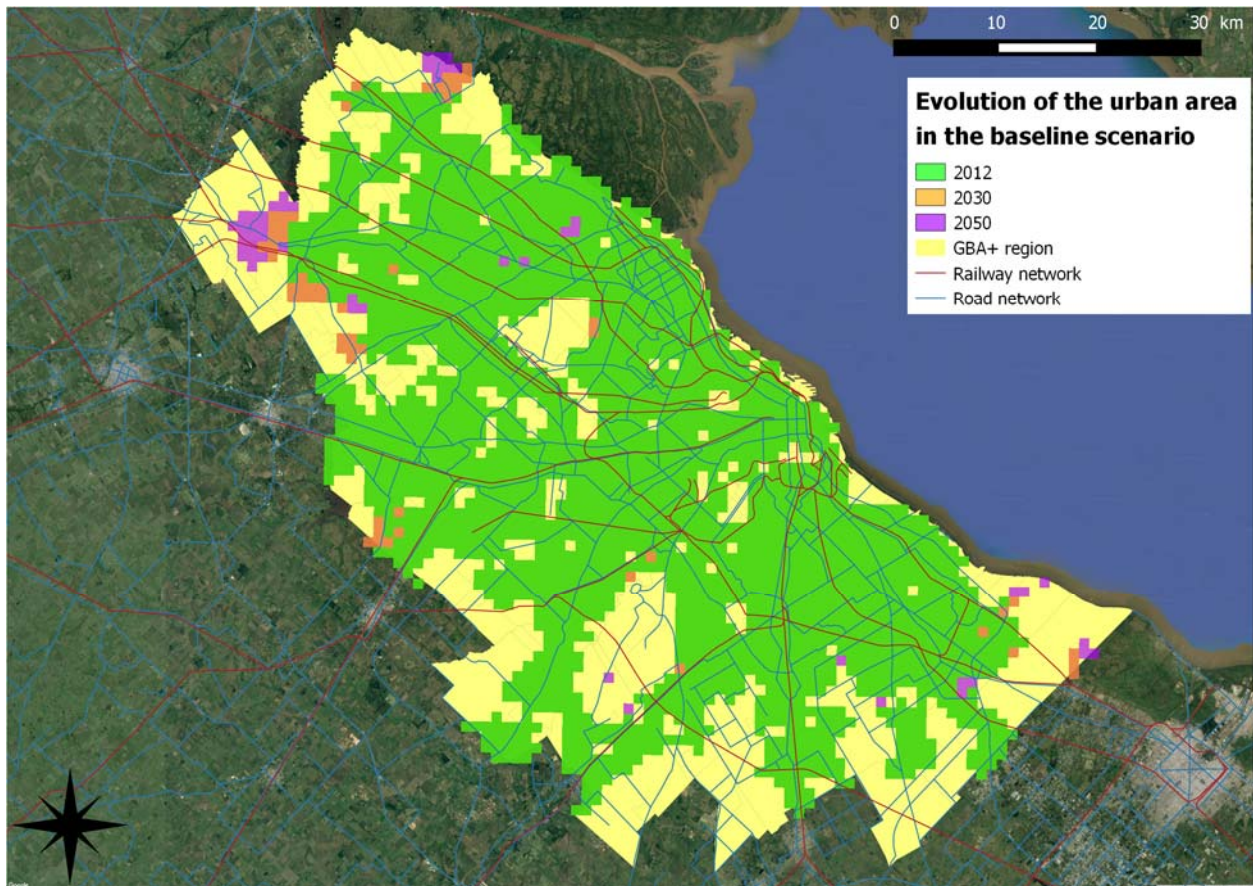 0 10 20 30 km
Evolution of the urban area
in the baseline scenario
2012
2030
2050
GBA+ region
Railway network
Road network